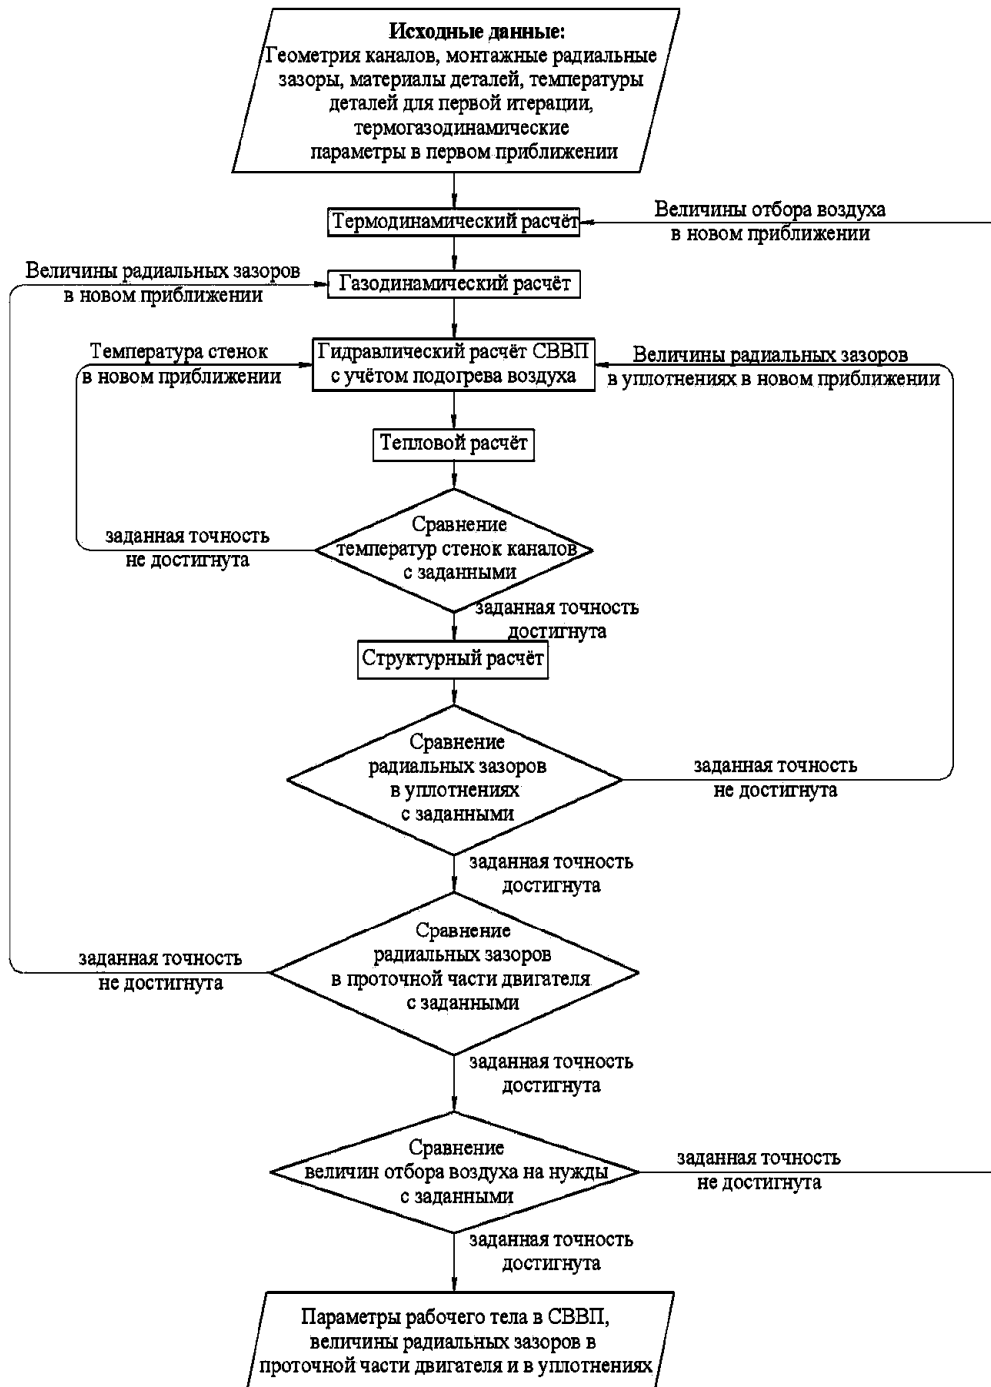 Исходные данные:
Геометрия каналов, монтажные радиальные
зазоры, материалы деталей, температуры
деталей для первой итерации,
термогазодинамические
параметры в первом приближении
Термодинамический расчёт
Величины отбора воздуха
в новом приближении
Величины радиальных зазоров
в новом приближении
Газодинамический расчёт
Температура стенок
в новом приближении
Гидравлический расчёт СВВП
с учётом подогрева воздуха
Величины радиальных зазоров
в уплотнениях в новом приближении
Тепловой расчёт
Сравнение
температур стенок каналов
с заданными
заданная точность
не достигнута
заданная точность
достигнута
Структурный расчёт
Сравнение
радиальных зазоров
в уплотнениях
с заданными
заданная точность
не достигнута
заданная точность
достигнута
Сравнение
радиальных зазоров
в проточной части двигателя
с заданными
заданная точность
не достигнута
заданная точность
достигнута
Сравнение
величин отбора воздуха на нужды
с заданными
заданная точность
не достигнута
заданная точность
достигнута
Параметры рабочего тела в СВВП,
величины радиальных зазоров в
проточной части двигателя и в уплотнениях